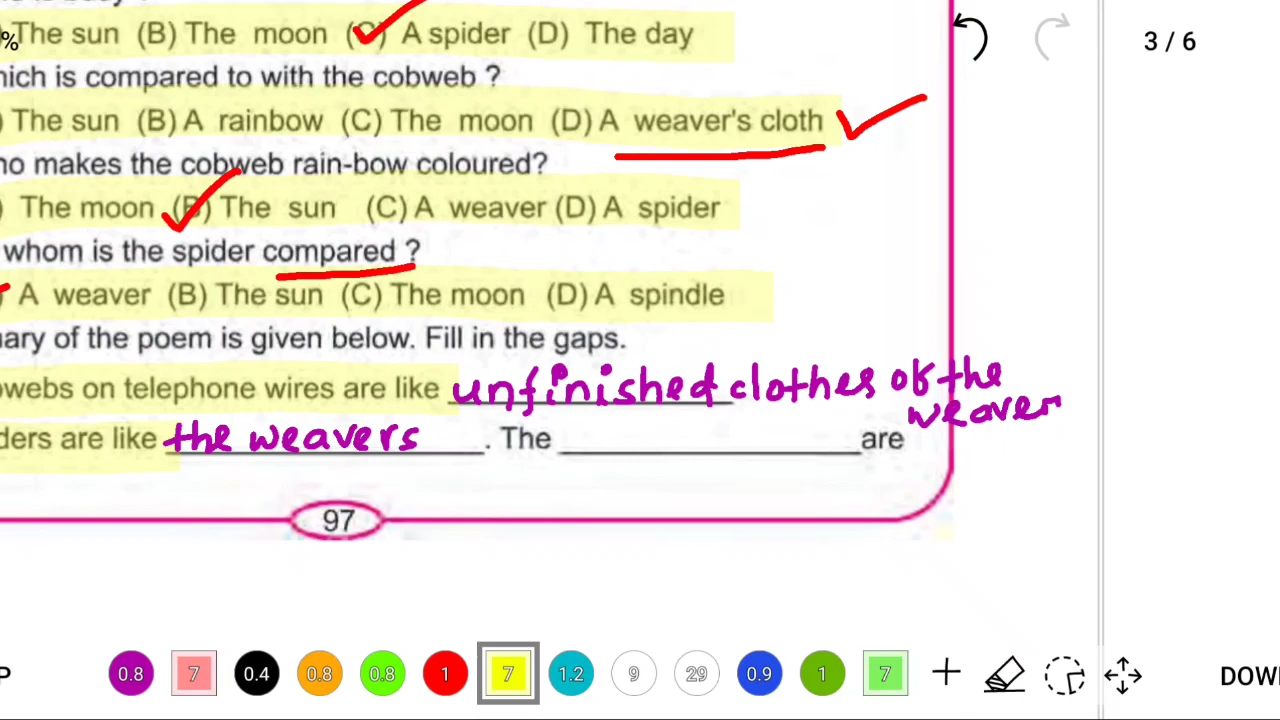 The sun (B) The moon (C) A spider (D) The day
% 3 / 6
hich is compared to with the cobweb ?
) The sun (B) A rainbow (C) The moon (D) A weaver's cloth
ho makes the cobweb rain-bow coloured?
) The moon (B) The sun (C) A weaver (D) A spider
whom is the spider compared ?
A weaver (B) The sun (C) The moon (D) A spindle
nary of the poem is given below. Fill in the gaps.
owebs on telephone wires are like unfinished clothes of the
weaver
ders are like the weavers. The ____ are
97
P 0.8 7 0.4 0.8 0.8 1 7 1.2 9 29 0.9 1 7 DOW